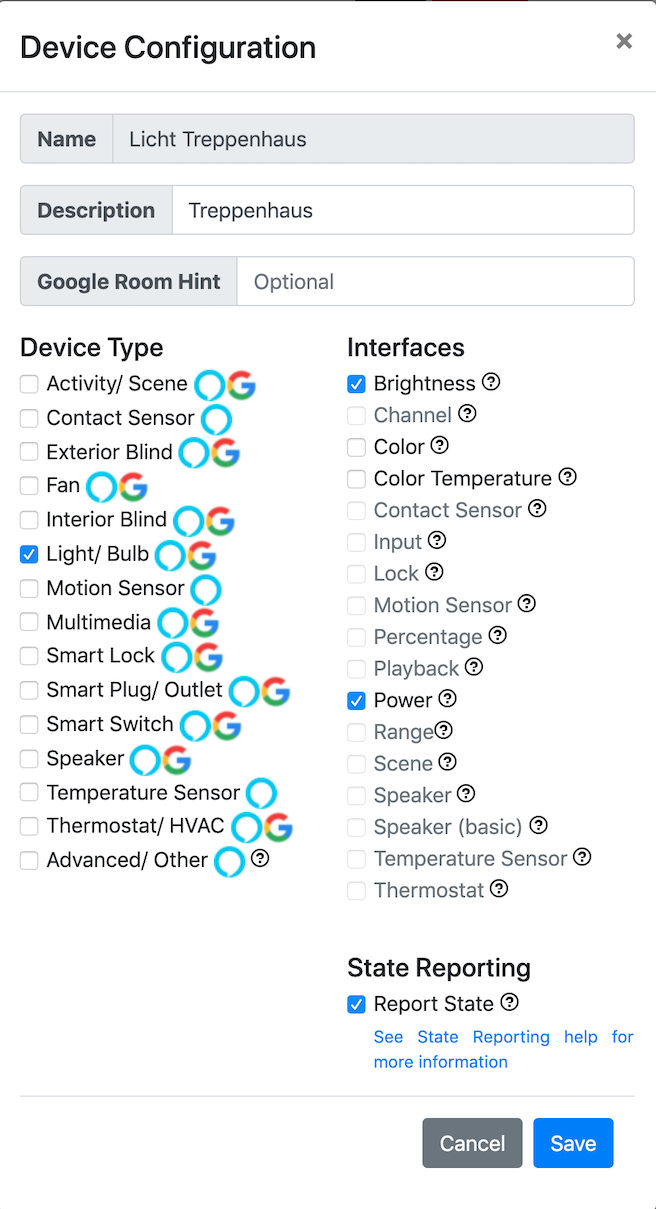 Device Configuration
×
Name
Licht Treppenhaus
Description
Treppenhaus
Google Room Hint
Optional
Device Type
Activity/ Scene
Contact Sensor
Exterior Blind
Fan
Interior Blind
Light/ Bulb
Motion Sensor
Multimedia
Smart Lock
Smart Plug/ Outlet
Smart Switch
Speaker
Temperature Sensor
Thermostat/ HVAC
Advanced/ Other
Interfaces
Brightness
Channel
Color
Color Temperature
Contact Sensor
Input
Lock
Motion Sensor
Percentage
Playback
Power
Range
Scene
Speaker
Speaker (basic)
Temperature Sensor
Thermostat
State Reporting
Report State
See State Reporting help for
more information
Cancel
Save